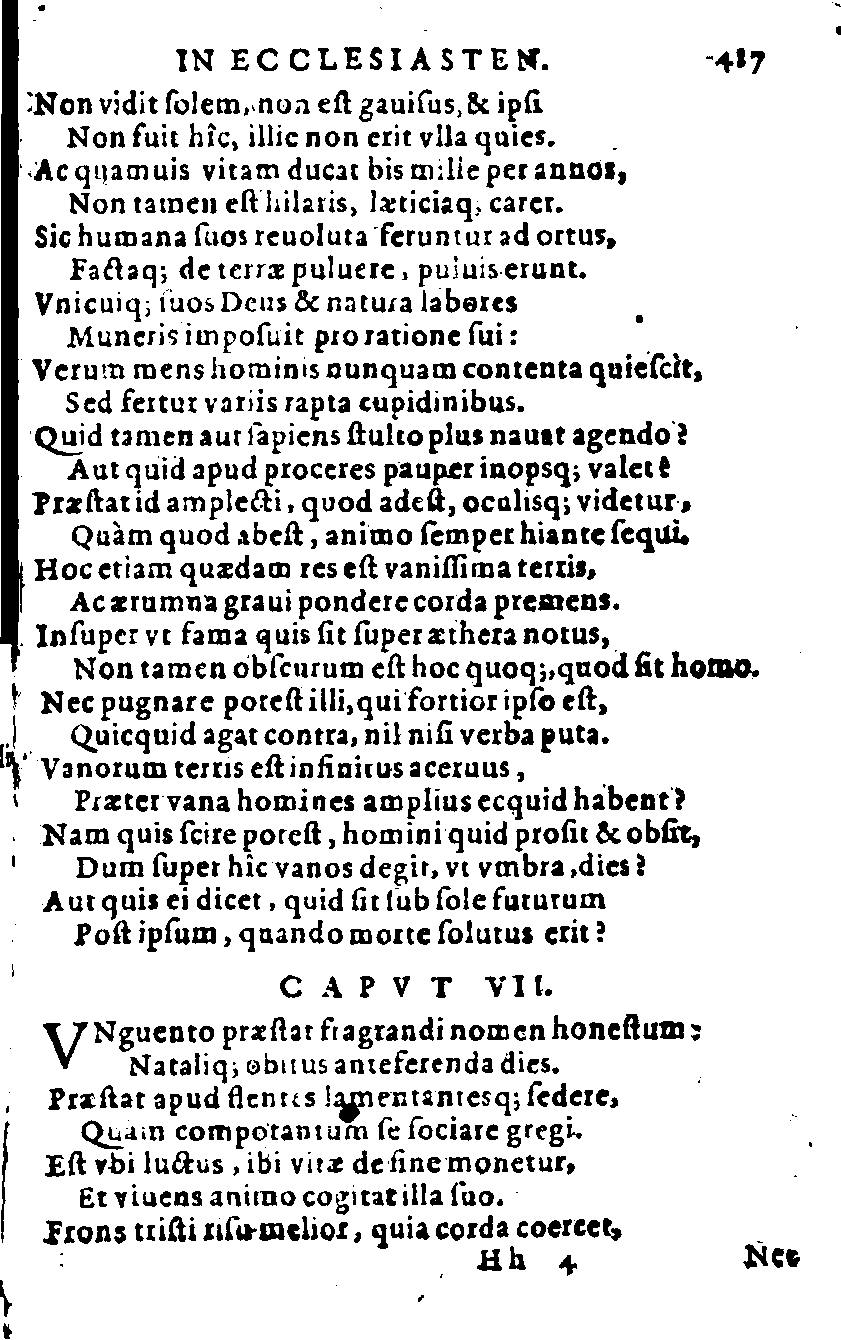 IN ECCLESIASTEN. 487
Non vidit ſolem, non eſt gauiſus, & ipſi
Non fuit hîc, illic non erit vlla quies.
Ac quamuis vitam ducat bis mille per annos,
Non tamen eſt hilaris, læticiaq; caret.
Sic humana ſuos reuoluta feruntur ad ortus,
Factaq; de terræ puluere, puluis erunt.
Vnicuiq; ſuos Deus & natura labores
Muneris impoſuit pro ratione ſui:
Verum mens hominis nunquam contenta quieſcit,
Sed fertur variis rapta cupidinibus.
Quid tamen aut ſapiens ſtulto plus nauat agendo?
Aut quid apud proceres pauper inopsq; valet?
Præſtat id amplecti, quod adeſt, oculisq; videtur,
Quàm quod abeſt, animo ſemper hiante ſequi.
Hoc etiam quædam res eſt vaniſſima terris,
Ac ærumna graui pondere corda premens.
Inſuper vt fama quis ſit ſuper æthera notus,
Non tamen obſcurum eſt hoc quoq;, quod ſit homo.
Nec pugnare poteſt illi, qui fortior ipſo eſt,
Quicquid agat contra, nil niſi verba puta.
Vanorum terris eſt infinitus aceruus,
Præter vana homines amplius ecquid habent?
Nam quis ſcire poteſt, homini quid proſit & obſit,
Dum ſuper hîc vanos degit, vt vmbra, dies?
Aut quis ei dicet, quid ſit ſub ſole futurum
Poſt ipſum, quando morte ſolutus erit?
CAPVT VII.
VNguento præſtat fragrandi nomen honeſtum:
Nataliq; obitus anteferenda dies.
Præſtat apud flentes lamentantesq; ſedere,
Quàm compotantum ſe ſociare gregi.
Eſt vbi luctus, ibi vitæ de fine monetur,
Et viuens animo cogitat illa ſuo.
Frons triſti riſu melior, quia corda coercet,
Hh 4 Nec